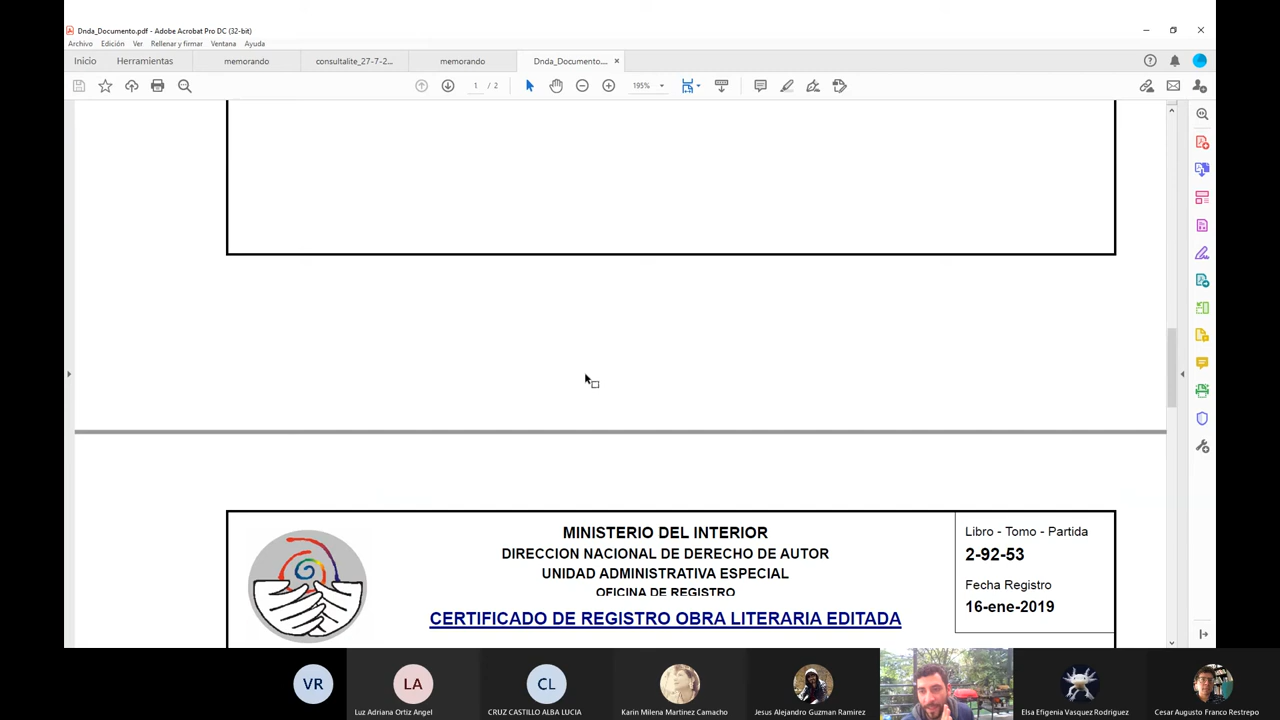 Dnda_Documento.pdf - Adobe Acrobat Pro DC (32-bit)
Archivo Edición Ver Rellenar y firmar Ventana Ayuda
Inicio Herramientas memorando consultalite_27-7-2... memorando Dnda_Documento.... ×
1 / 2 195%
MINISTERIO DEL INTERIOR
DIRECCION NACIONAL DE DERECHO DE AUTOR
UNIDAD ADMINISTRATIVA ESPECIAL
OFICINA DE REGISTRO
CERTIFICADO DE REGISTRO OBRA LITERARIA EDITADA
Libro - Tomo - Partida
2-92-53
Fecha Registro
16-ene-2019
VR LA CL
Luz Adriana Ortiz Angel CRUZ CASTILLO ALBA LUCIA Karin Milena Martinez Camacho Jesus Alejandro Guzman Ramirez Elsa Efigenia Vasquez Rodriguez Cesar Augusto Franco Restrepo